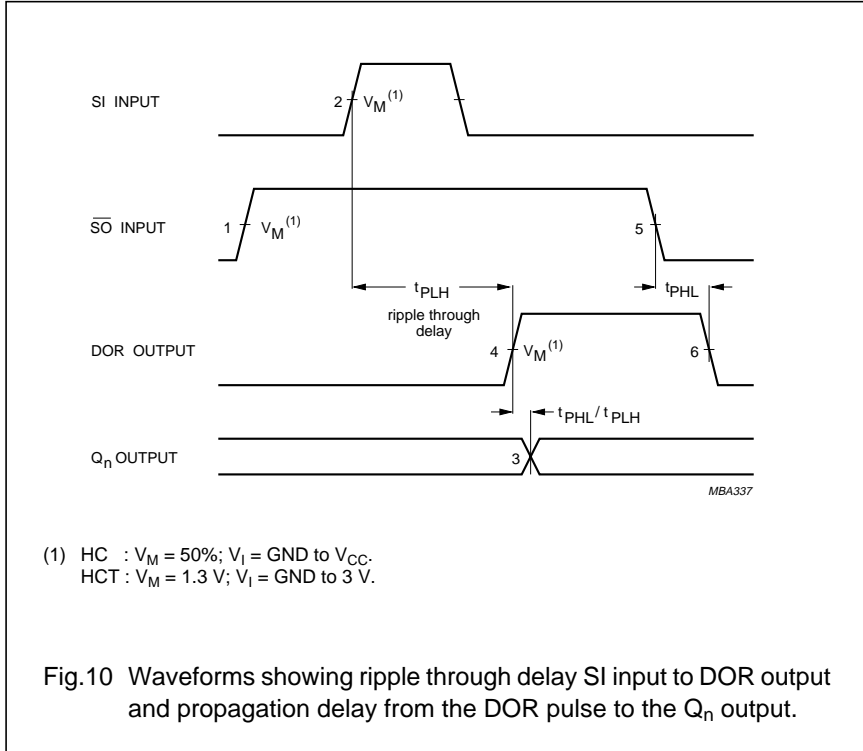 SI INPUT
2 V_M^(1)
S̅O̅ INPUT
1 V_M^(1)
5
t_PLH
t_PHL
ripple through
delay
DOR OUTPUT
4 V_M^(1)
6
t_PHL / t_PLH
Q_n OUTPUT
3
MBA337
(1) HC : V_M = 50%; V_I = GND to V_CC.
HCT : V_M = 1.3 V; V_I = GND to 3 V.
Fig.10 Waveforms showing ripple through delay SI input to DOR output
and propagation delay from the DOR pulse to the Q_n output.